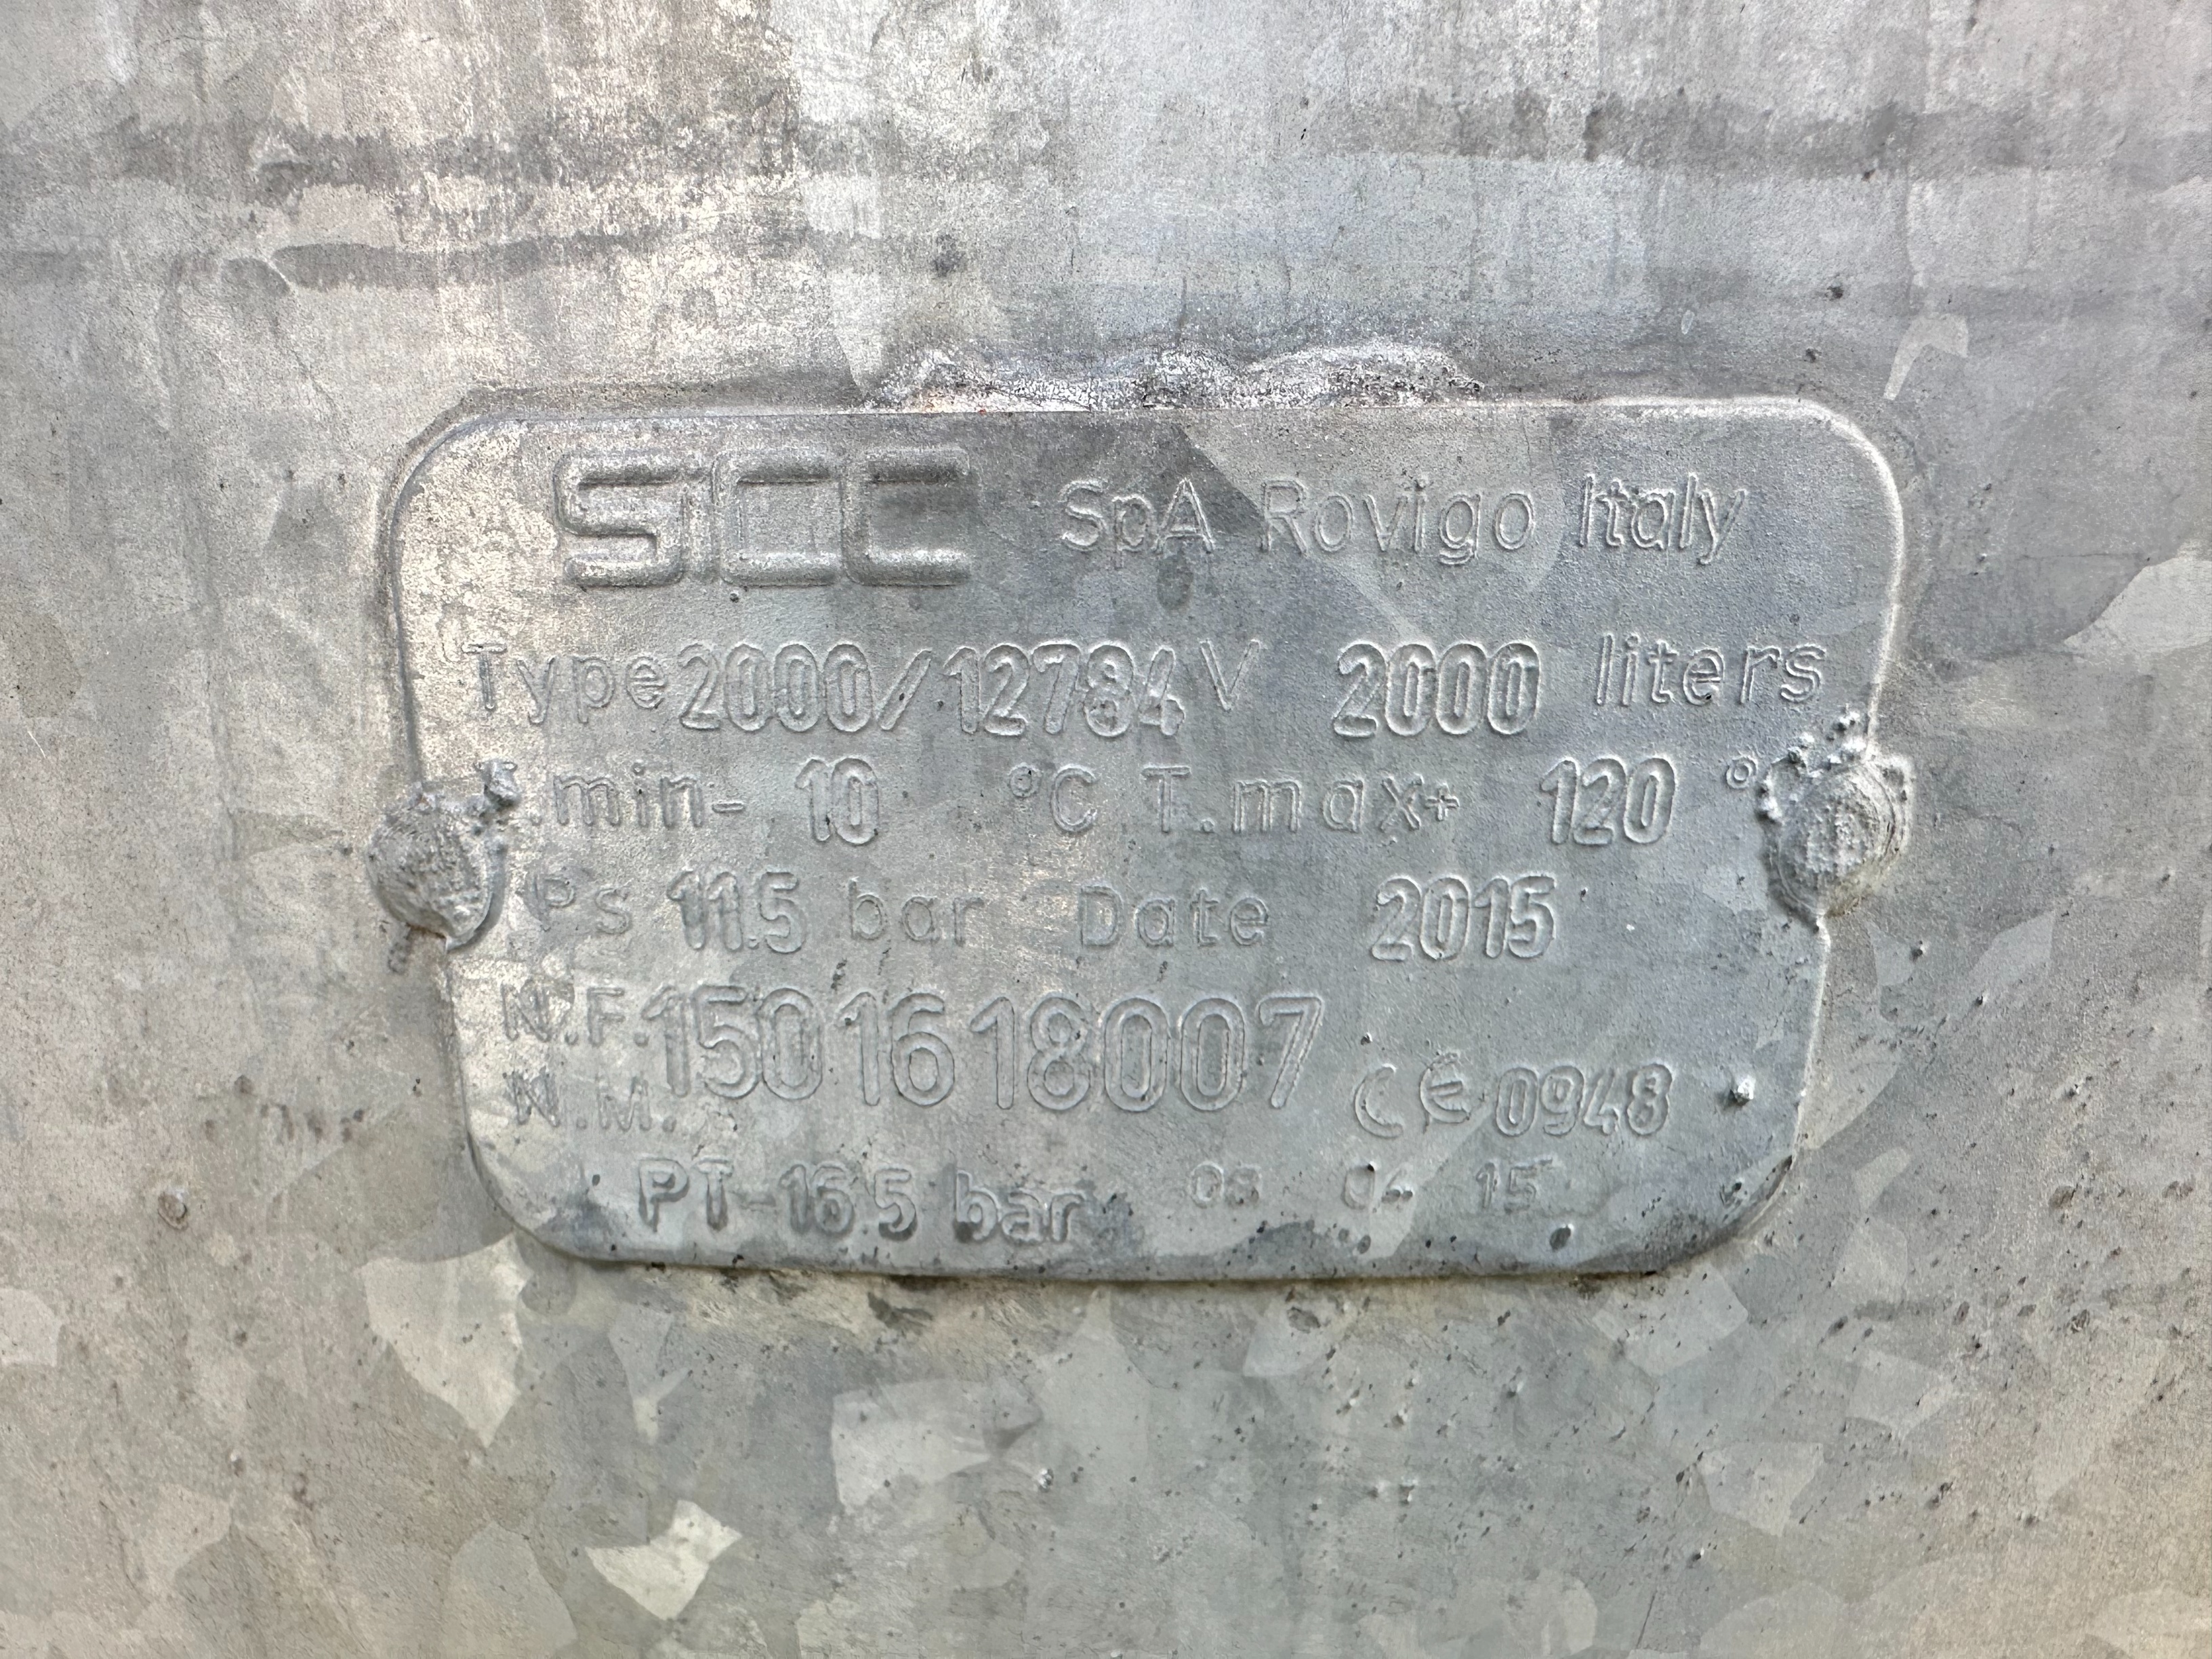 SCC SpA Rovigo Italy
Type 2000/12784 V 2000 liters
.min- 10 °C T.max+ 120 °
Ps 11.5 bar Date 2015
N.F. 1501618007
N.M. CE 0948
PT-16.5 bar 15